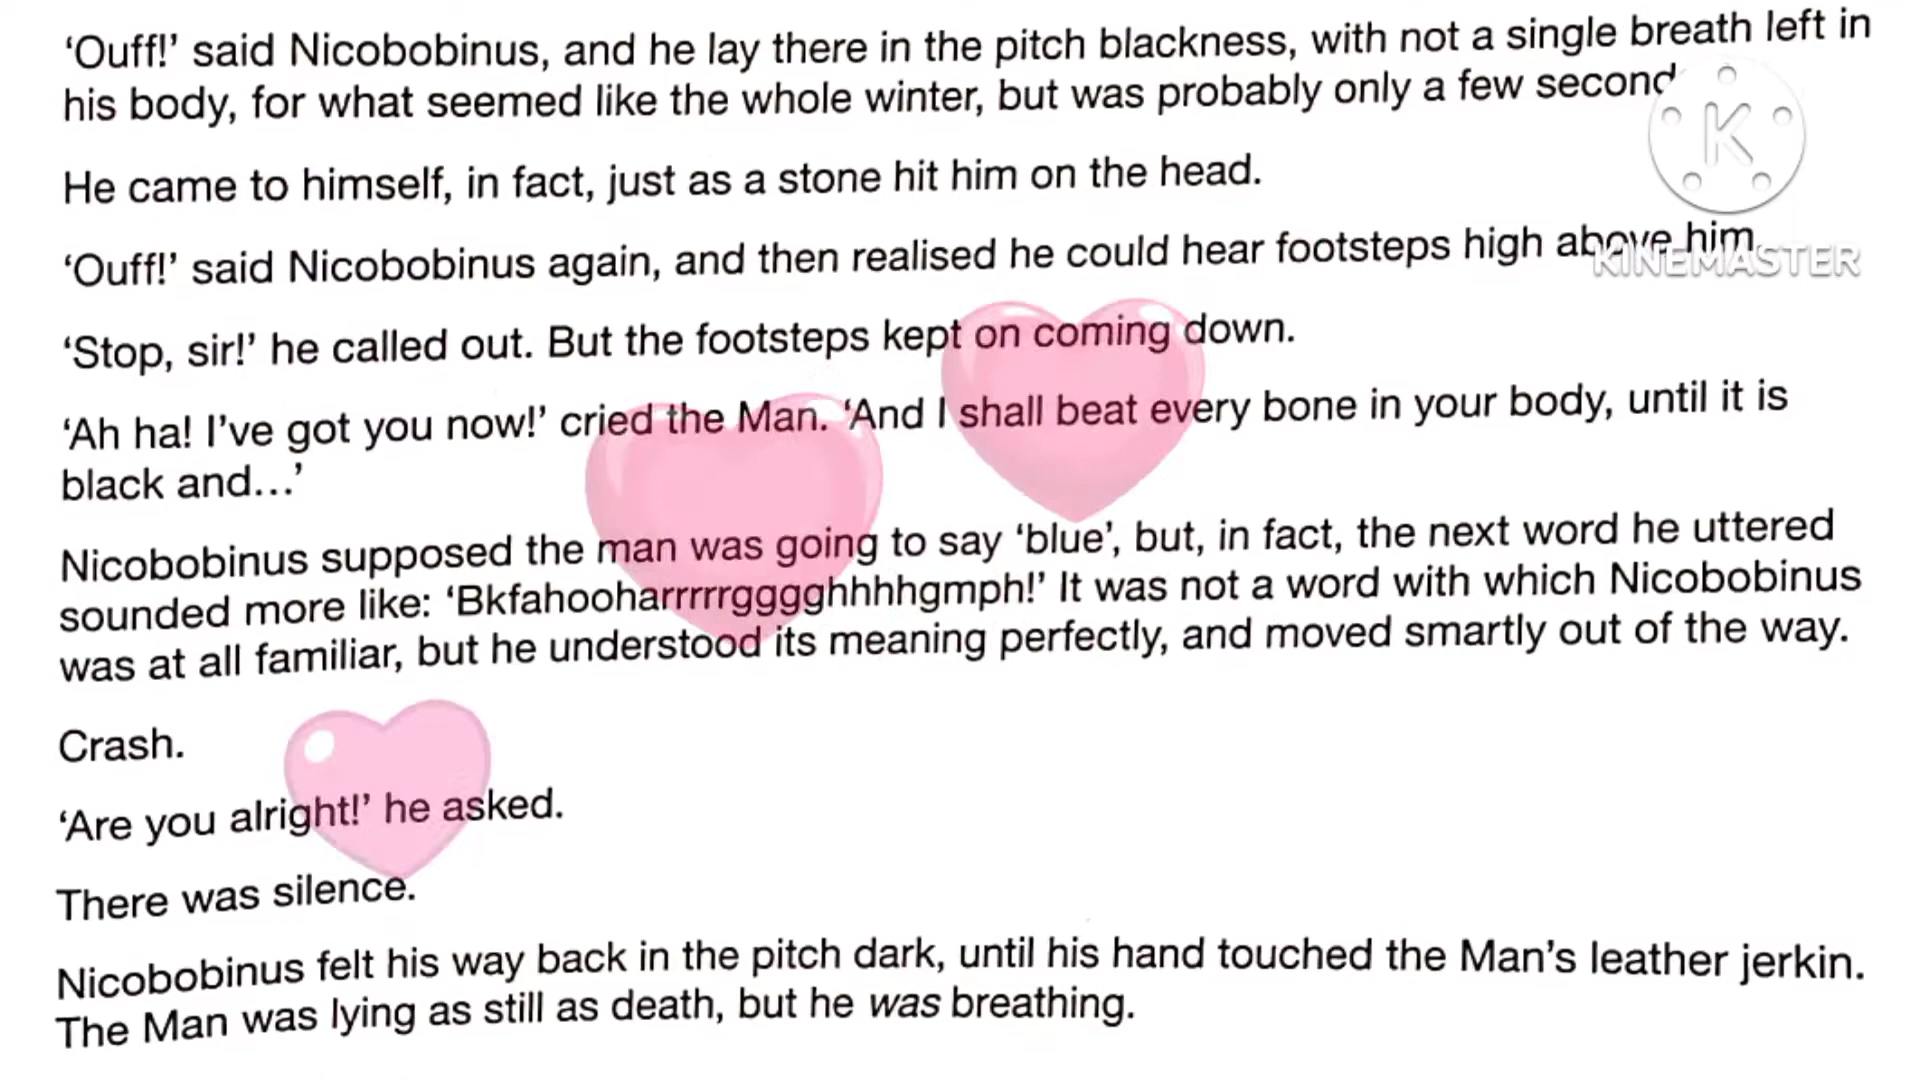 ‘Ouff!’ said Nicobobinus, and he lay there in the pitch blackness, with not a single breath left in
his body, for what seemed like the whole winter, but was probably only a few second
He came to himself, in fact, just as a stone hit him on the head.
‘Ouff!’ said Nicobobinus again, and then realised he could hear footsteps high above him
KINEMASTER
‘Stop, sir!’ he called out. But the footsteps kept on coming down.
‘Ah ha! I’ve got you now!’ cried the Man. ‘And I shall beat every bone in your body, until it is
black and…’
Nicobobinus supposed the man was going to say ‘blue’, but, in fact, the next word he uttered
sounded more like: ‘Bkfahooharrrrrgggghhhhgmph!’ It was not a word with which Nicobobinus
was at all familiar, but he understood its meaning perfectly, and moved smartly out of the way.
Crash.
‘Are you alright!’ he asked.
There was silence.
Nicobobinus felt his way back in the pitch dark, until his hand touched the Man’s leather jerkin.
The Man was lying as still as death, but he was breathing.